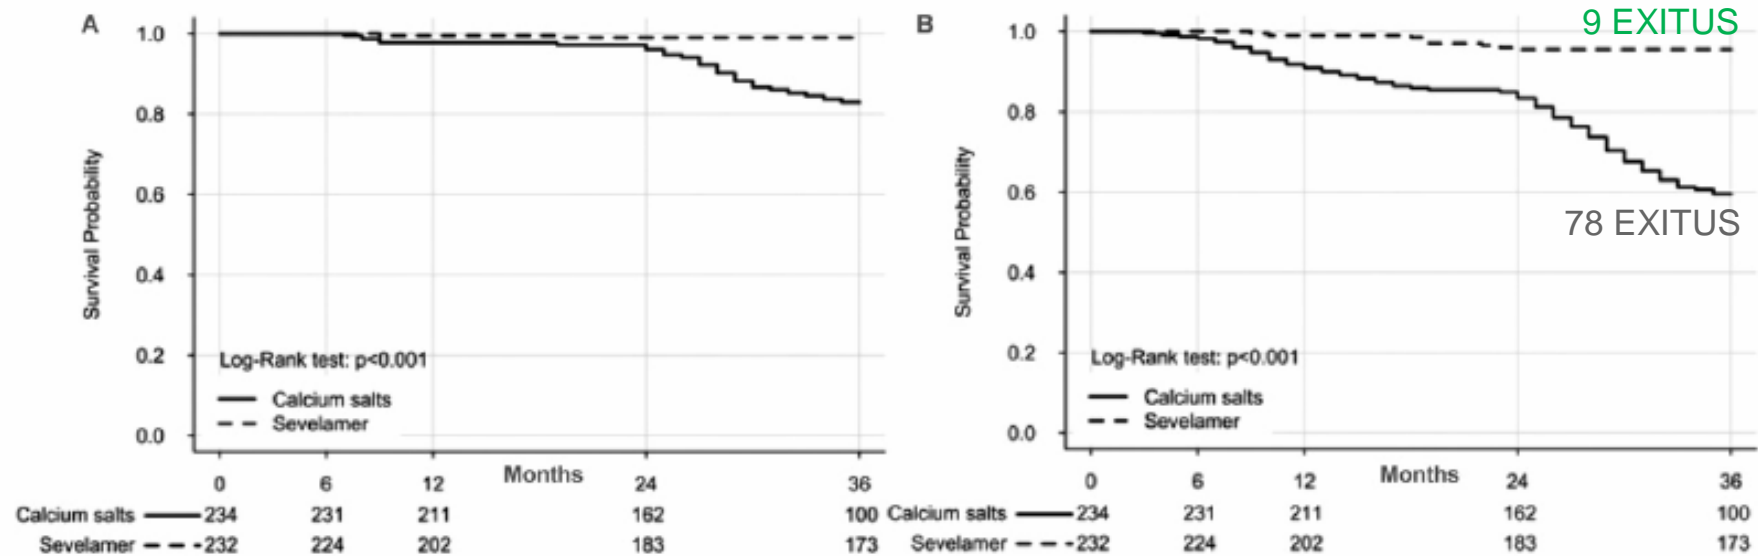 A
1.0
0.8
0.6
0.4
0.2
0.0
Survival Probability
Log-Rank test: p<0.001
Calcium salts
Sevelamer
0 6 12 Months 24 36
Calcium salts 234 231 211 162 100
Sevelamer 232 224 202 183 173
B
9 EXITUS
1.0
0.8
0.6
0.4
0.2
0.0
Survival Probability
78 EXITUS
Log-Rank test: p<0.001
Calcium salts
Sevelamer
0 6 12 Months 24 36
Calcium salts 234 231 211 162 100
Sevelamer 232 224 202 183 173